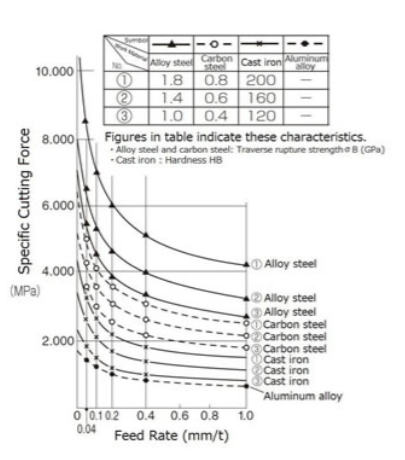 Symbol
Work Material
No.
Alloy steel Carbon steel Cast iron Aluminum alloy
① 1.8 0.8 200 —
② 1.4 0.6 160 —
③ 1.0 0.4 120 —
Figures in table indicate these characteristics.
・Alloy steel and carbon steel: Traverse rupture strength σ B (GPa)
・Cast iron : Hardness HB
Specific Cutting Force
(MPa)
10.000
8.000
6.000
4.000
2.000
① Alloy steel
② Alloy steel
③ Alloy steel
① Carbon steel
② Carbon steel
③ Carbon steel
① Cast iron
② Cast iron
③ Cast iron
Aluminum alloy
0 0.1 0.2 0.4 0.6 0.8 1.0
0.04
Feed Rate (mm/t)